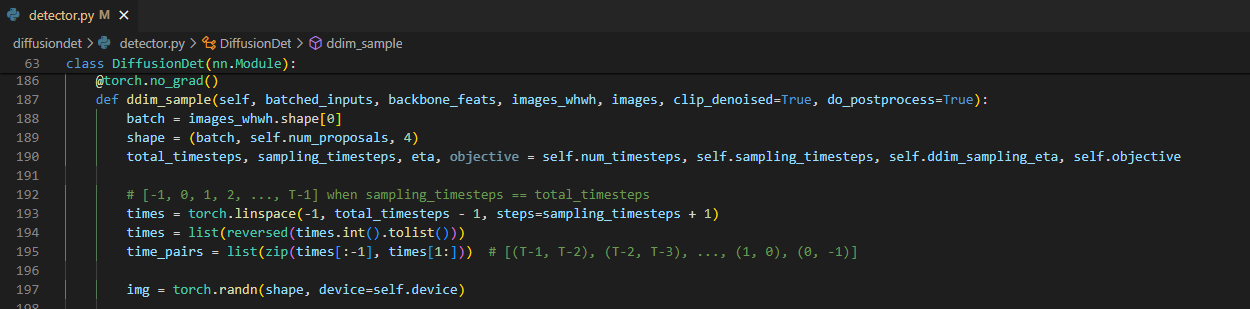 detector.py M ×
diffusiondet > detector.py > DiffusionDet > ddim_sample
63 class DiffusionDet(nn.Module):
186 @torch.no_grad()
187 def ddim_sample(self, batched_inputs, backbone_feats, images_whwh, images, clip_denoised=True, do_postprocess=True):
188 batch = images_whwh.shape[0]
189 shape = (batch, self.num_proposals, 4)
190 total_timesteps, sampling_timesteps, eta, objective = self.num_timesteps, self.sampling_timesteps, self.ddim_sampling_eta, self.objective
191
192 # [-1, 0, 1, 2, ..., T-1] when sampling_timesteps == total_timesteps
193 times = torch.linspace(-1, total_timesteps - 1, steps=sampling_timesteps + 1)
194 times = list(reversed(times.int().tolist()))
195 time_pairs = list(zip(times[:-1], times[1:]))  # [(T-1, T-2), (T-2, T-3), ..., (1, 0), (0, -1)]
196
197 img = torch.randn(shape, device=self.device)
198